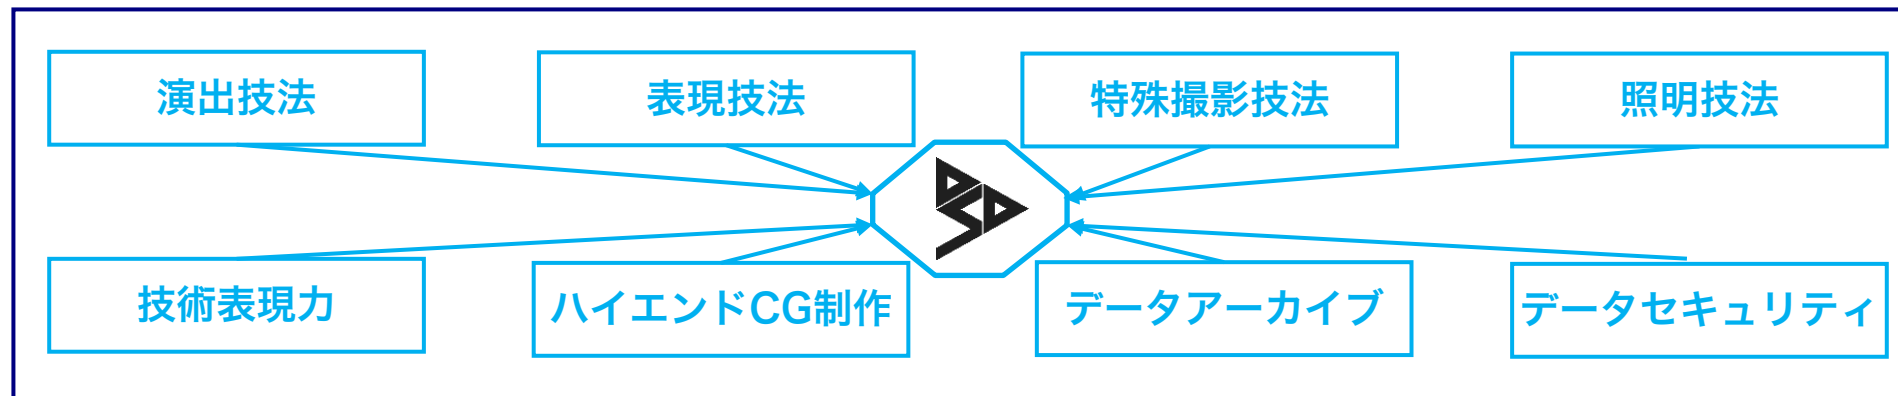 演出技法
表現技法
特殊撮影技法
照明技法
技術表現力
ハイエンドCG制作
データアーカイブ
データセキュリティ